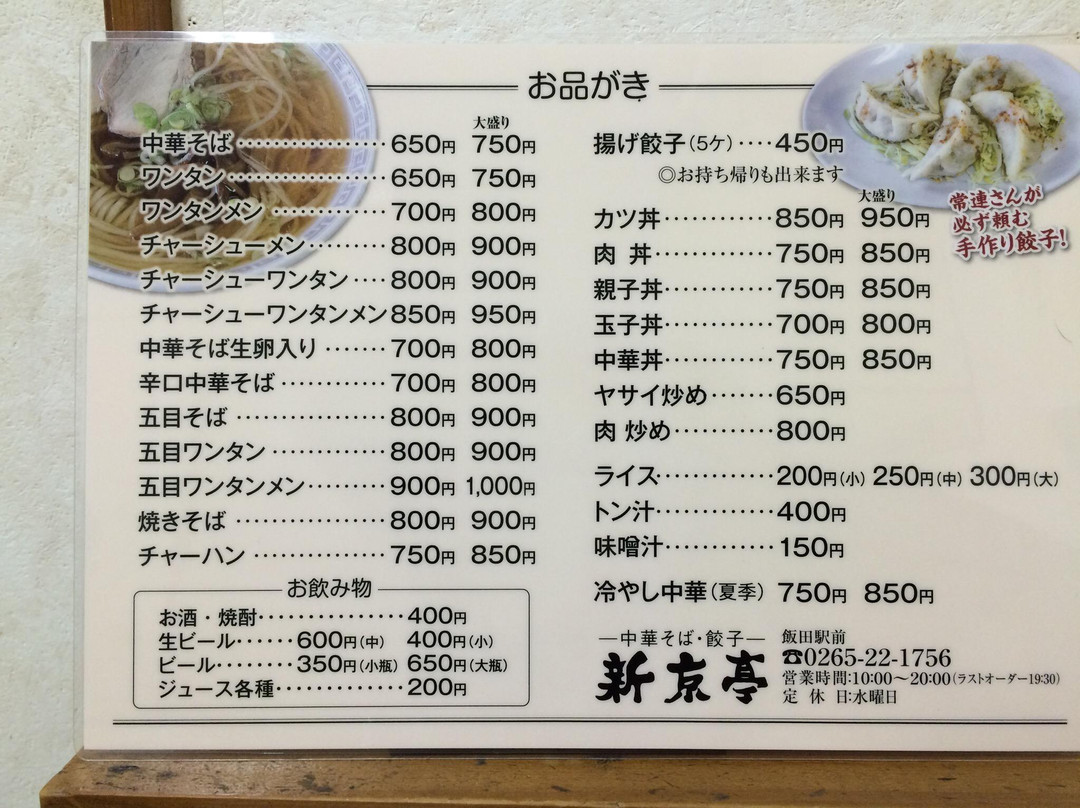 お品がき
大盛り
中華そば 650円 750円
ワンタン 650円 750円
ワンタンメン 700円 800円
チャーシューメン 800円 900円
チャーシューワンタン 800円 900円
チャーシューワンタンメン 850円 950円
中華そば生卵入り 700円 800円
辛口中華そば 700円 800円
五目そば 800円 900円
五目ワンタン 800円 900円
五目ワンタンメン 900円 1,000円
焼きそば 800円 900円
チャーハン 750円 850円
お飲み物
お酒・焼酎 400円
生ビール 600円(中) 400円(小)
ビール 350円(小瓶) 650円(大瓶)
ジュース各種 200円
揚げ餃子(5ケ) 450円
◎お持ち帰りも出来ます
常連さんが
必ず頼む
手作り餃子!
大盛り
カツ丼 850円 950円
肉 丼 750円 850円
親子丼 750円 850円
玉子丼 700円 800円
中華丼 750円 850円
ヤサイ炒め 650円
肉 炒め 800円
ライス 200円(小) 250円(中) 300円(大)
トン汁 400円
味噌汁 150円
冷やし中華(夏季) 750円 850円
―中華そば・餃子―
新京亭
飯田駅前
☎0265-22-1756
営業時間:10:00〜20:00(ラストオーダー19:30)
定 休 日:水曜日